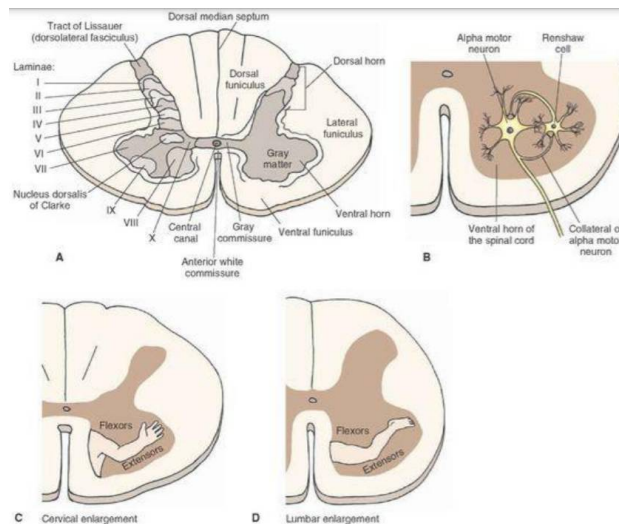 Tract of Lissauer
(dorsolateral fasciculus)
Dorsal median septum
Laminae:
I
II
III
IV
V
VI
VII
Nucleus dorsalis
of Clarke
IX
VIII
X
Central
canal
Gray
commissure
Anterior white
commissure
Ventral funiculus
Ventral horn
Gray
matter
Lateral
funiculus
Dorsal
funiculus
Dorsal horn
A
Alpha motor
neuron
Renshaw
cell
Ventral horn of
the spinal cord
Collateral o
alpha moto
neuron
B
Flexors
Extensors
C Cervical enlargement
Flexors
Extensors
D Lumbar enlargement